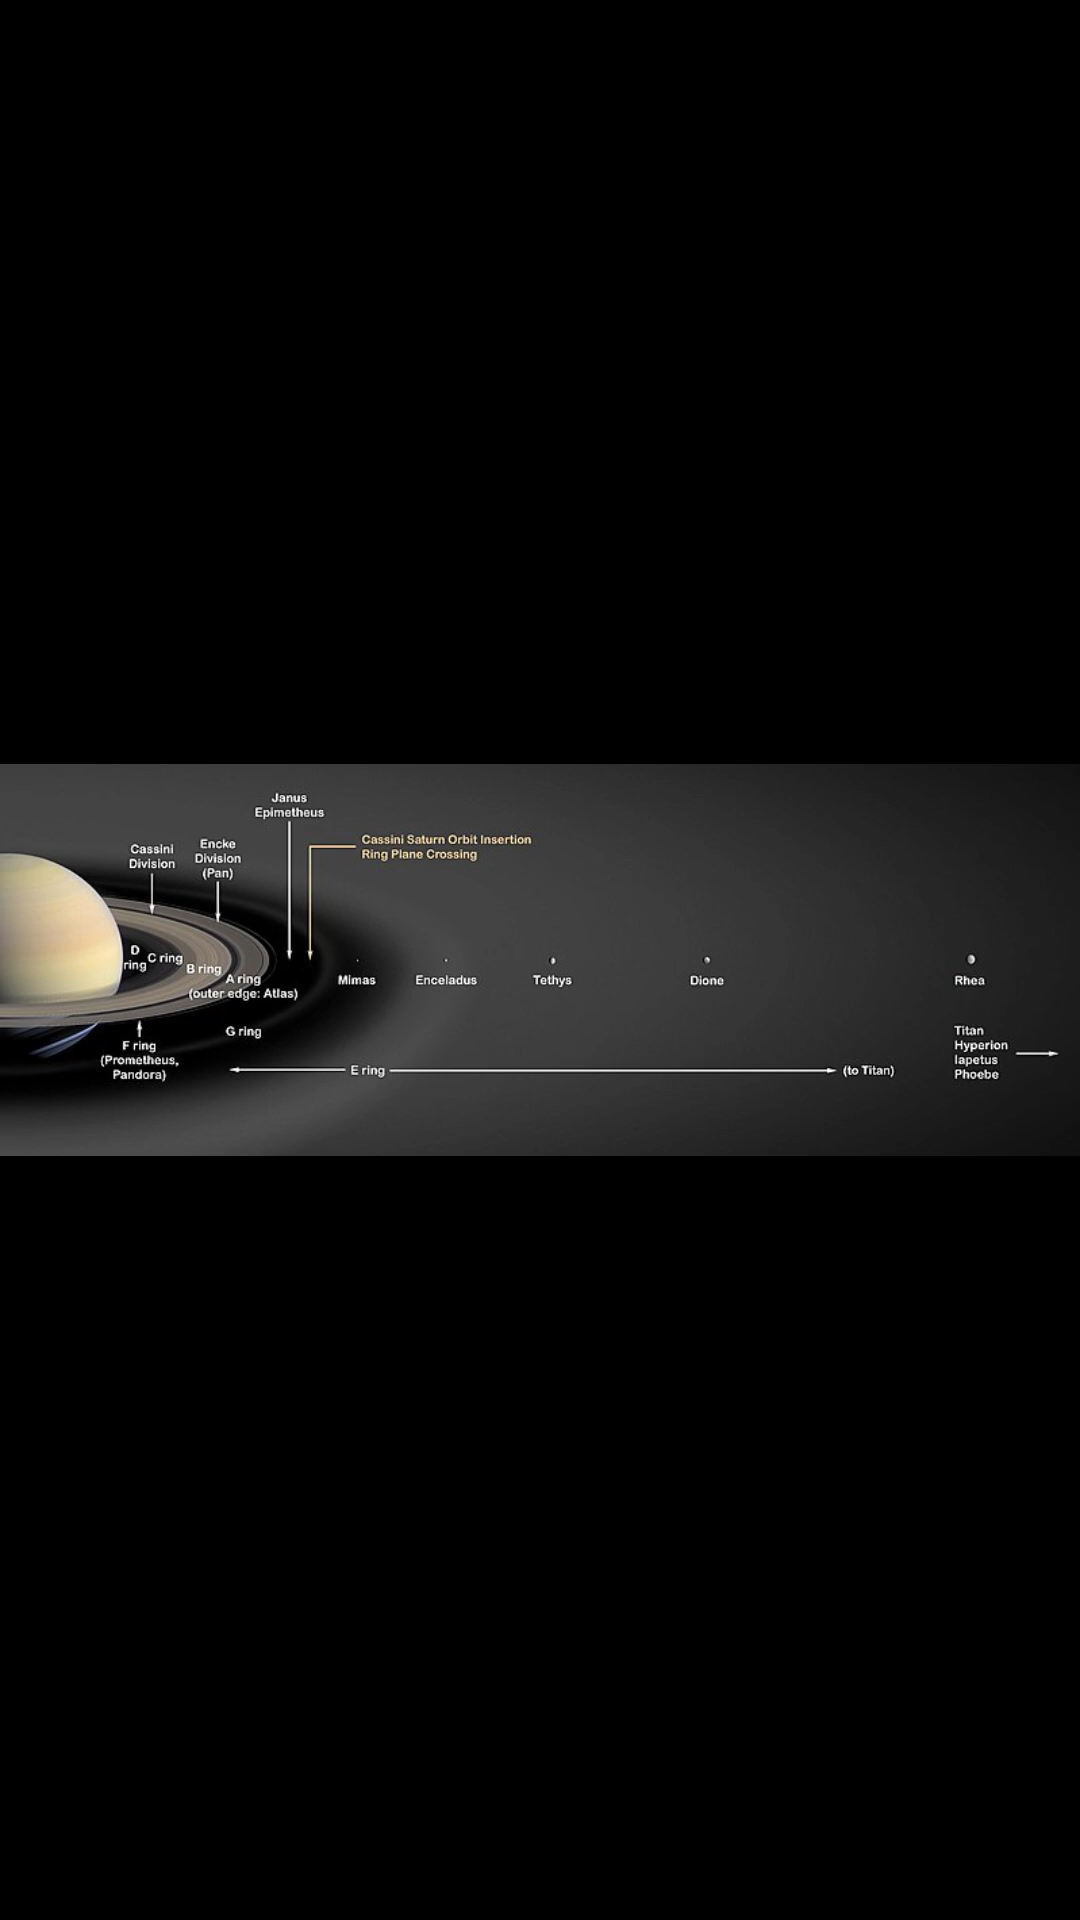 Janus
Epimetheus
Cassini Saturn Orbit Insertion
Ring Plane Crossing
Encke
Division
(Pan)
Cassini
Division
D
ring
C ring
B ring
A ring
(outer edge: Atlas)
Mimas
Enceladus
Tethys
Dione
Rhea
G ring
F ring
(Prometheus,
Pandora)
E ring
(to Titan)
Titan
Hyperion
Iapetus
Phoebe